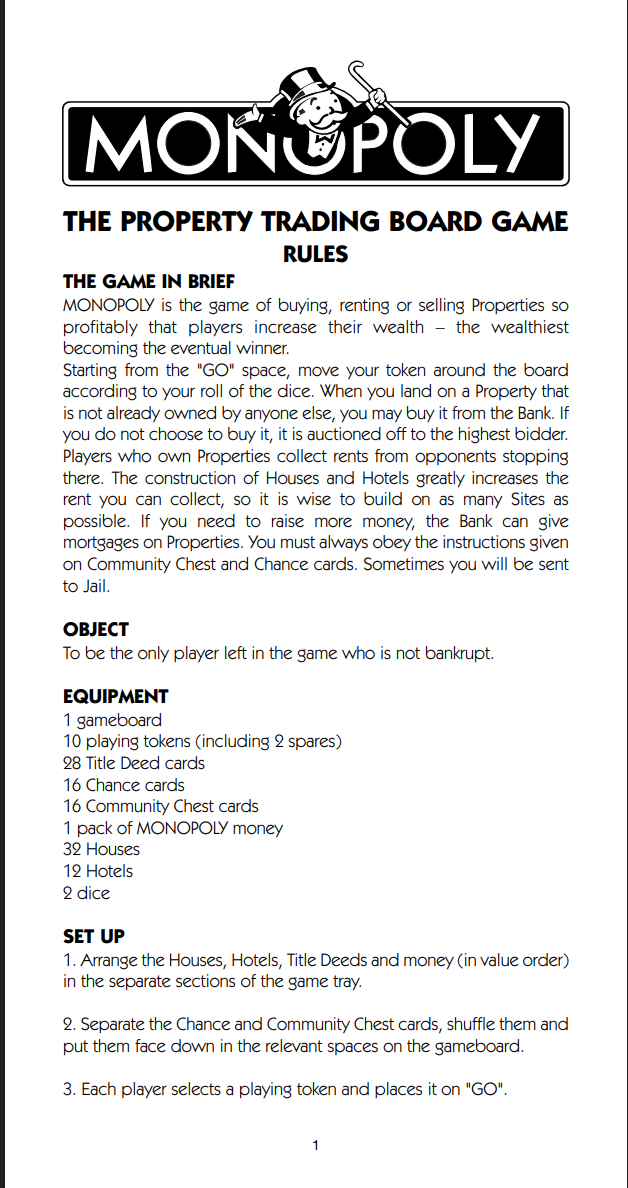 MONOPOLY
THE PROPERTY TRADING BOARD GAME
RULES
THE GAME IN BRIEF
MONOPOLY is the game of buying, renting or selling Properties so
profitably that players increase their wealth – the wealthiest
becoming the eventual winner.
Starting from the "GO" space, move your token around the board
according to your roll of the dice. When you land on a Property that
is not already owned by anyone else, you may buy it from the Bank. If
you do not choose to buy it, it is auctioned off to the highest bidder.
Players who own Properties collect rents from opponents stopping
there. The construction of Houses and Hotels greatly increases the
rent you can collect, so it is wise to build on as many Sites as
possible. If you need to raise more money, the Bank can give
mortgages on Properties. You must always obey the instructions given
on Community Chest and Chance cards. Sometimes you will be sent
to Jail.
OBJECT
To be the only player left in the game who is not bankrupt.
EQUIPMENT
1 gameboard
10 playing tokens (including 2 spares)
28 Title Deed cards
16 Chance cards
16 Community Chest cards
1 pack of MONOPOLY money
32 Houses
12 Hotels
2 dice
SET UP
1. Arrange the Houses, Hotels, Title Deeds and money (in value order)
in the separate sections of the game tray.
2. Separate the Chance and Community Chest cards, shuffle them and
put them face down in the relevant spaces on the gameboard.
3. Each player selects a playing token and places it on "GO".
1